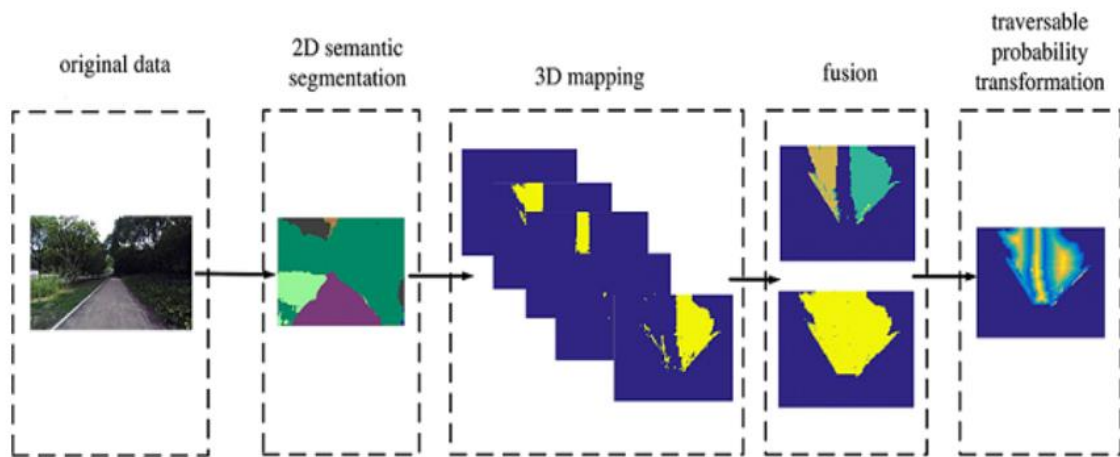 original data
2D semantic
segmentation
3D mapping
fusion
traversable
probability
transformation